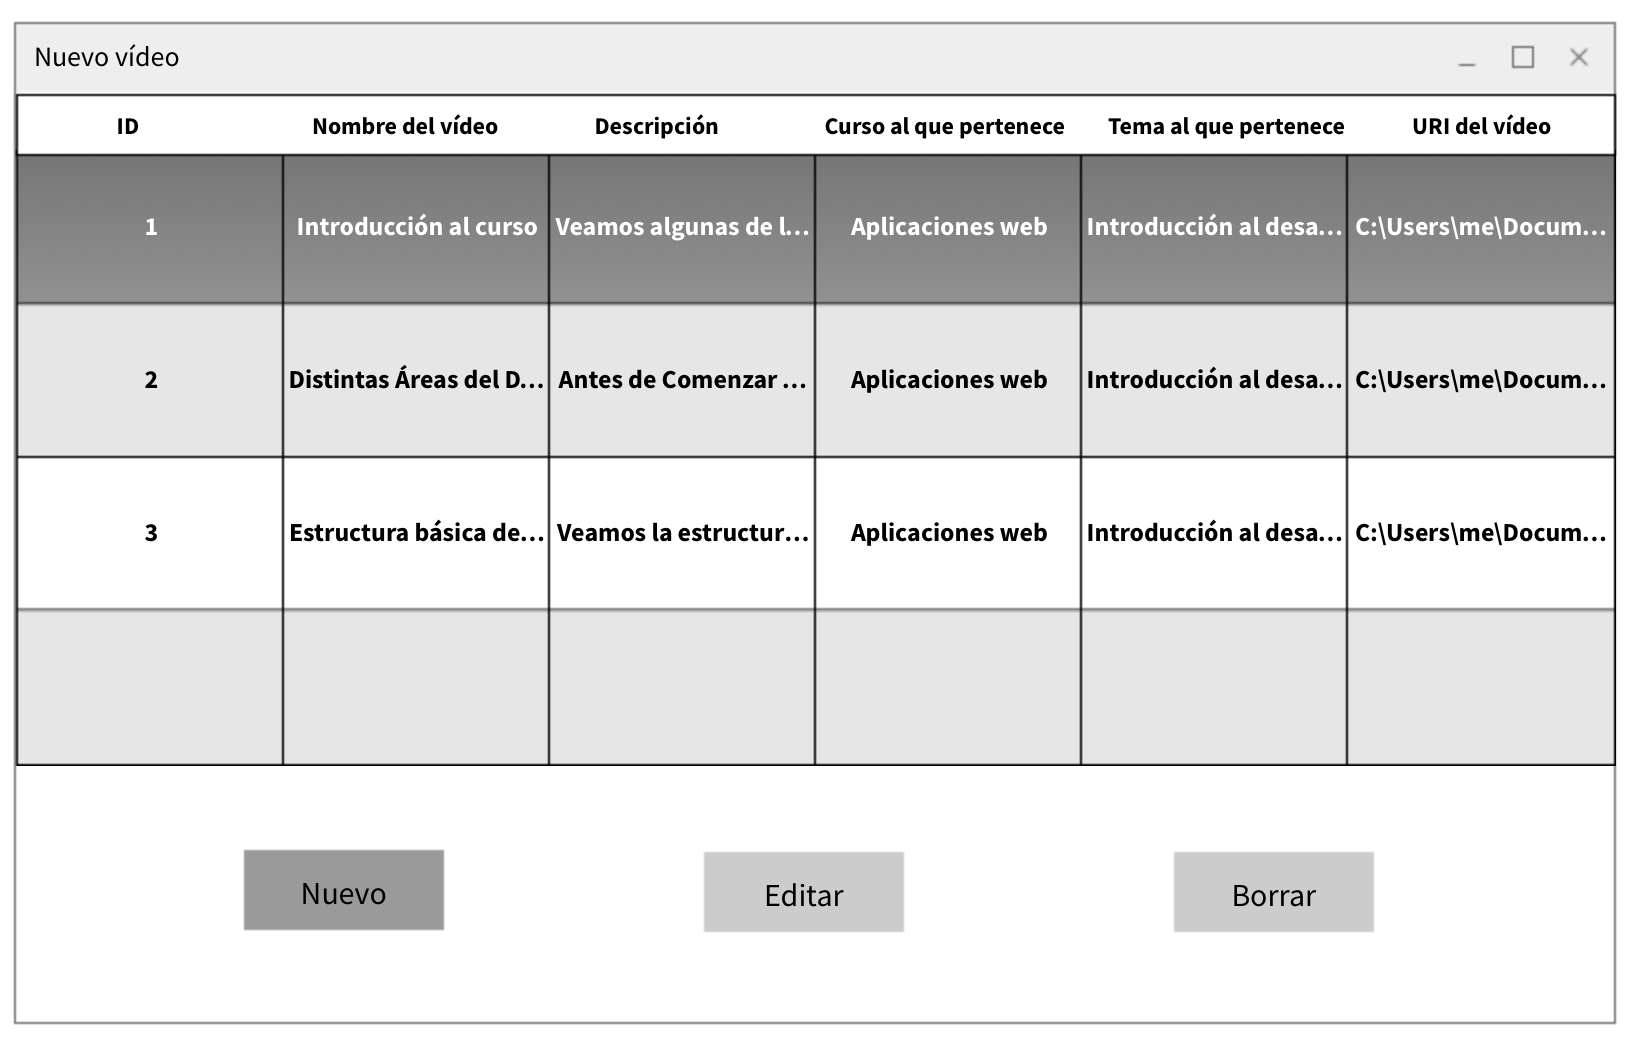 Nuevo vídeo
ID Nombre del vídeo Descripción Curso al que pertenece Tema al que pertenece URI del vídeo
1 Introducción al curso Veamos algunas de l... Aplicaciones web Introducción al desa... C:\Users\me\Docum...
2 Distintas Áreas del D... Antes de Comenzar ... Aplicaciones web Introducción al desa... C:\Users\me\Docum...
3 Estructura básica de... Veamos la estructur... Aplicaciones web Introducción al desa... C:\Users\me\Docum...
Nuevo Editar Borrar